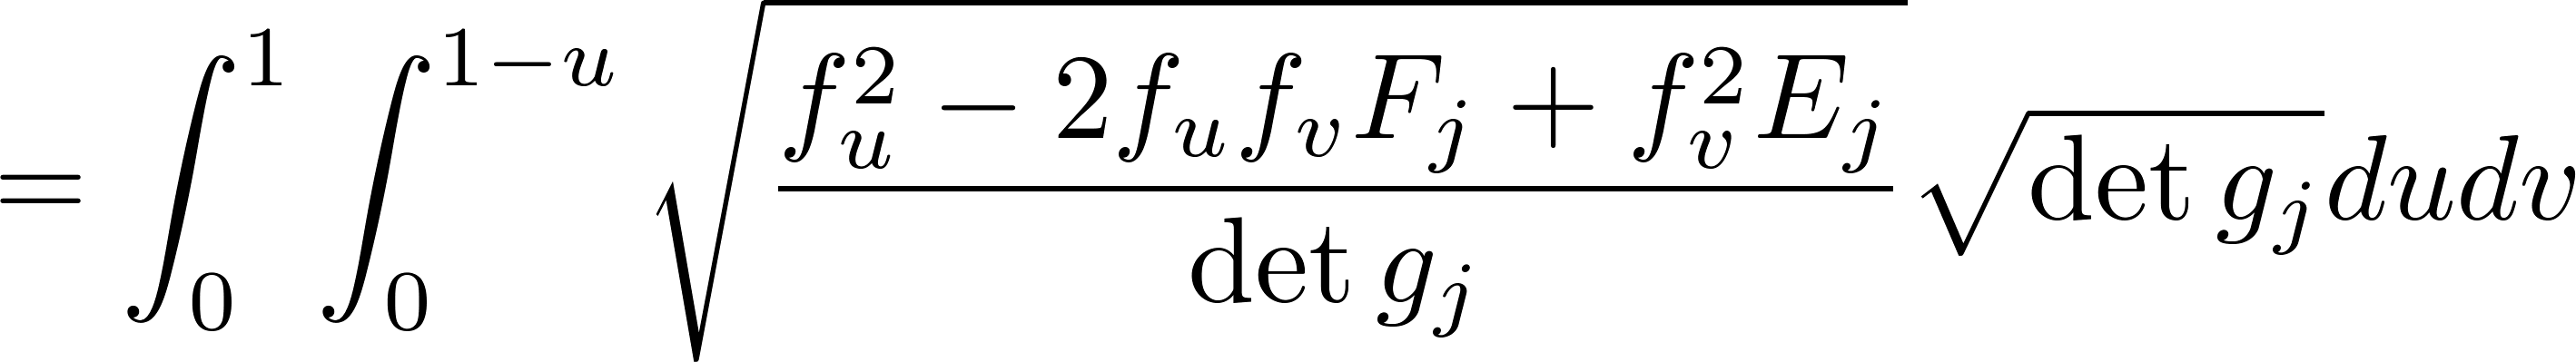 = \int_0^1 \int_0^{1-u} \sqrt{\frac{f_u^2 - 2f_u f_v F_j + f_v^2 E_j}{\det g_j}} \sqrt{\det g_j} du dv